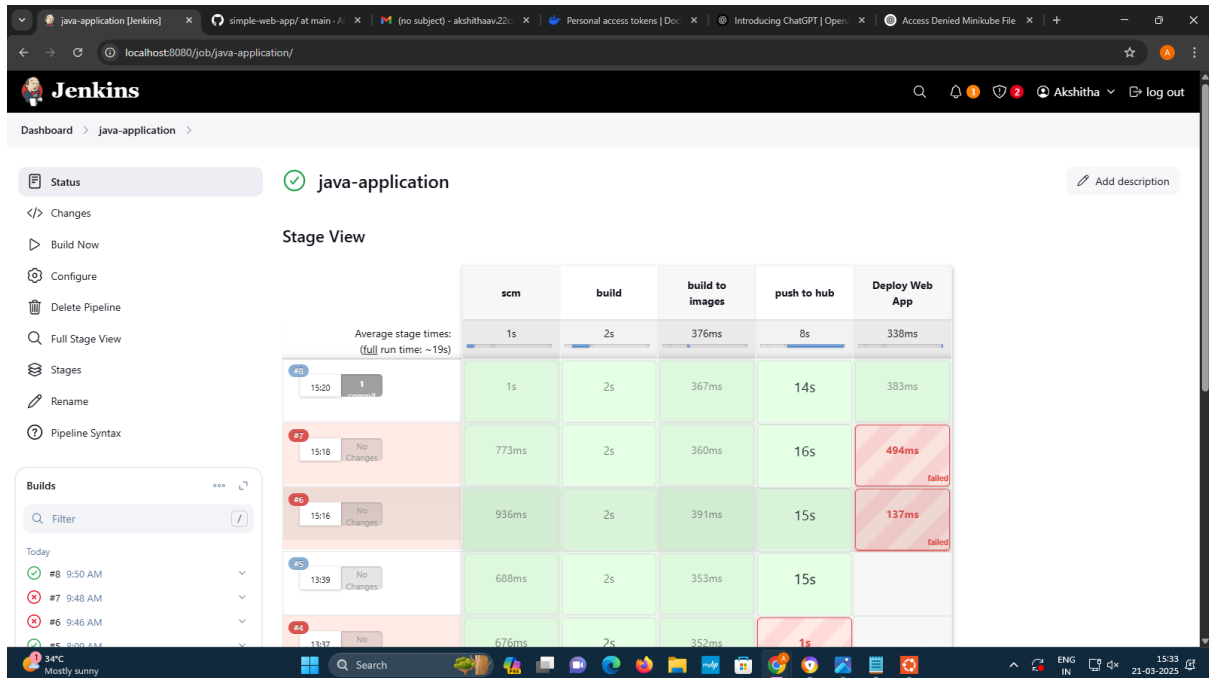 java-application [Jenkins]
simple-web-app/ at main · A
(no subject) - akshithaav.22c
Personal access tokens | Doc
Introducing ChatGPT | Open
Access Denied Minikube File
localhost:8080/job/java-application/
A
Jenkins
1
2
Akshitha
log out
Dashboard > java-application >
Status
Changes
Build Now
Configure
Delete Pipeline
Full Stage View
Stages
Rename
Pipeline Syntax
Builds
Filter
/
Today
#8 9:50 AM
#7 9:48 AM
#6 9:46 AM
#5 8:09 AM
java-application
Add description
Stage View
scm build build to images push to hub Deploy Web App
Average stage times: 1s 2s 376ms 8s 338ms
(full run time: ~19s)
#8
15:20 1 commit 1s 2s 367ms 14s 383ms
#7
15:18 No Changes 773ms 2s 360ms 16s 494ms
failed
#6
15:16 No Changes 936ms 2s 391ms 15s 137ms
failed
#5
13:39 No Changes 688ms 2s 353ms 15s
#4
13:37 No 676ms 2s 352ms 1s
1
34°C
Mostly sunny
Search
ENG
IN
15:33
21-03-2025